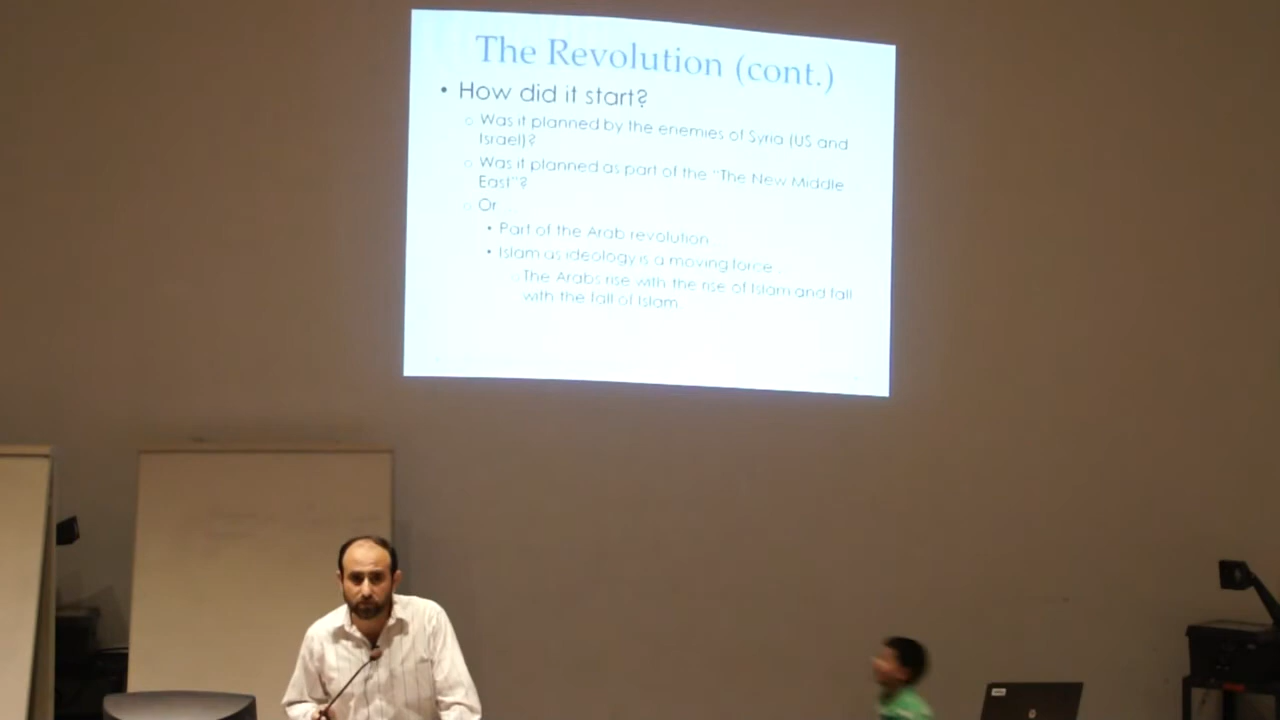 The Revolution (cont.)
• How did it start?
○ Was it planned by the enemies of Syria (US and
Israel)?
○ Was it planned as part of the "The New Middle
East"?
○ Or
• Part of the Arab revolution
• Islam as ideology is a moving force
○ The Arabs rise with the rise of Islam and fall
with the fall of Islam